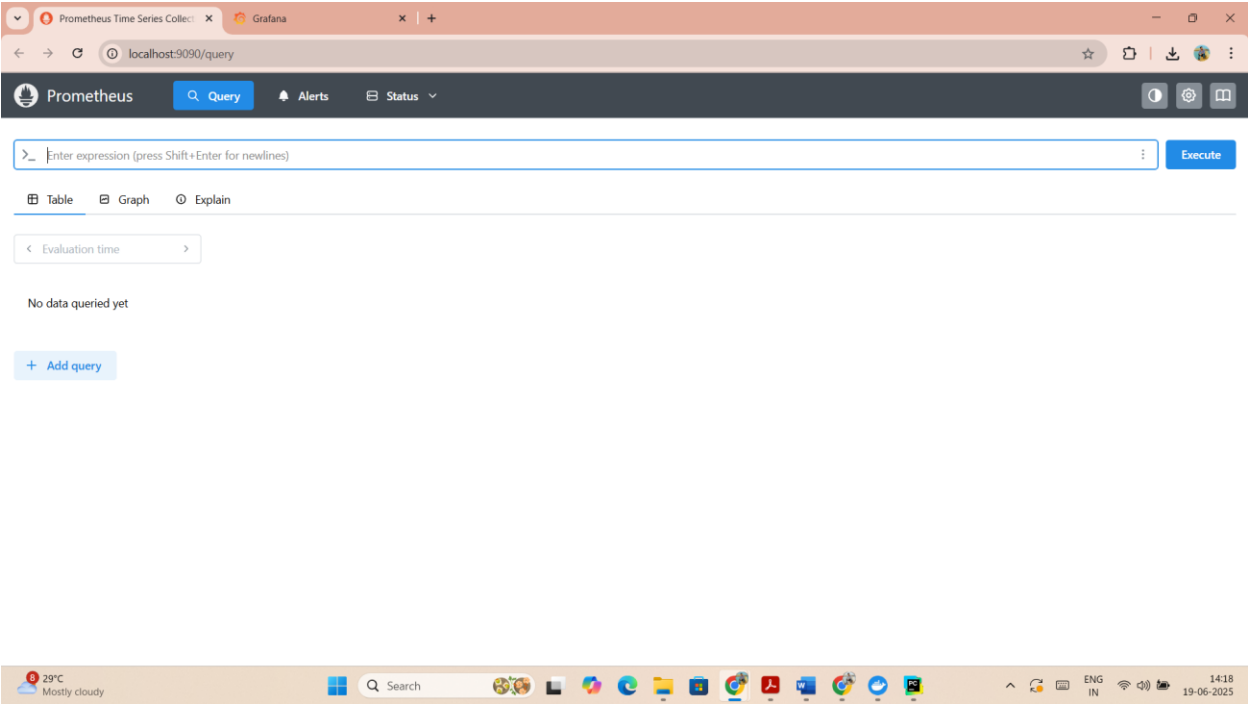 Prometheus Time Series Collect
Grafana
localhost:9090/query
Prometheus
Query
Alerts
Status
>_ Enter expression (press Shift+Enter for newlines)
Execute
Table
Graph
Explain
Evaluation time
No data queried yet
+ Add query
8
29°C
Mostly cloudy
Search
PC
ENG
IN
14:18
19-06-2025